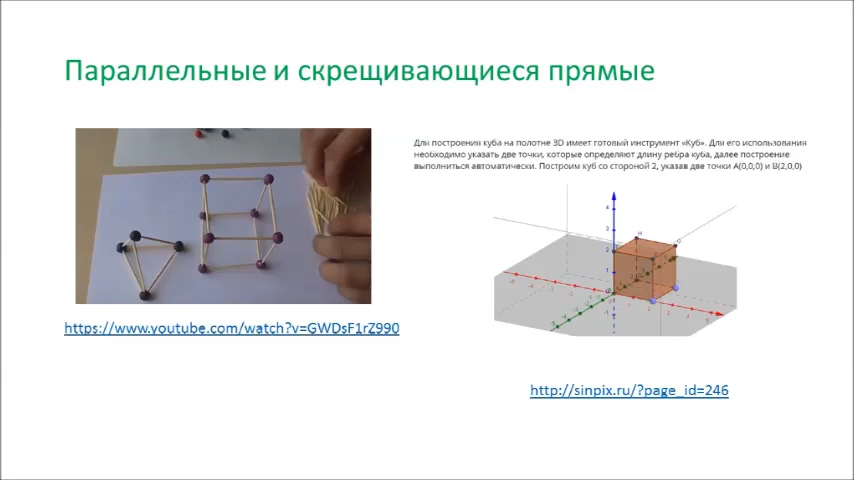 Параллельные и скрещивающиеся прямые
Для построения куба на полотне 3D имеет готовый инструмент «Куб». Для его использования
необходимо указать две точки, которые определяют длину ребра куба, далее построение
выполниться автоматически. Построим куб со стороной 2, указав две точки A(0,0,0) и B(2,0,0)
https://www.youtube.com/watch?v=GWDsF1rZ990
http://sinpix.ru/?page_id=246